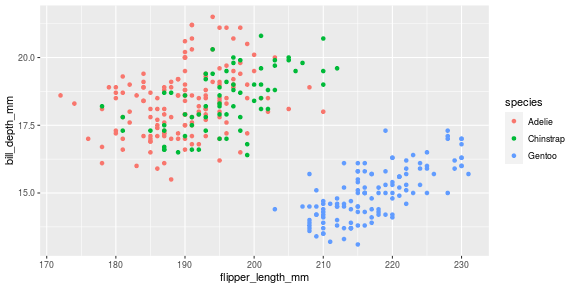 20.0
17.5
15.0
bill_depth_mm
170
180
190
200
210
220
230
flipper_length_mm
species
Adelie
Chinstrap
Gentoo